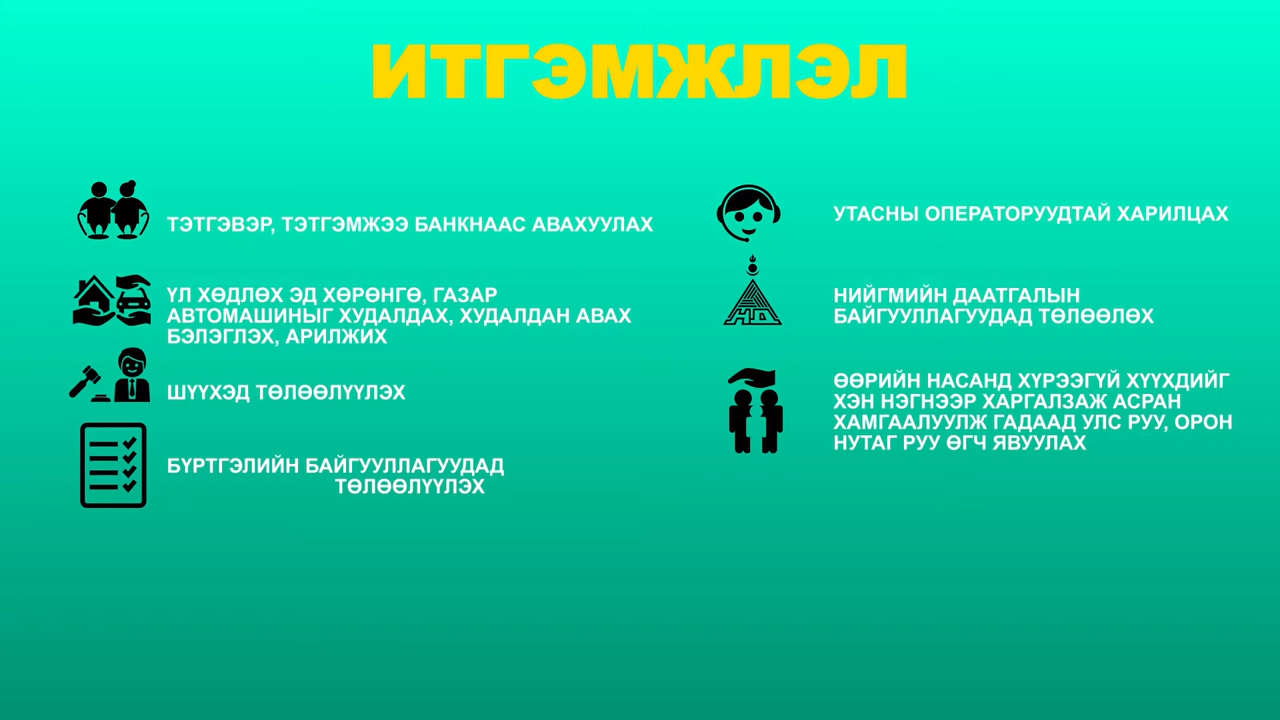 ИТГЭМЖЛЭЛ
ТЭТГЭВЭР, ТЭТГЭМЖЭЭ БАНКНААС АВАХУУЛАХ
ҮЛ ХӨДЛӨХ ЭД ХӨРӨНГӨ, ГАЗАР
АВТОМАШИНЫГ ХУДАЛДАХ, ХУДАЛДАН АВАХ
БЭЛЭГЛЭХ, АРИЛЖИХ
ШҮҮХЭД ТӨЛӨӨЛҮҮЛЭХ
БҮРТГЭЛИЙН БАЙГУУЛЛАГУУДАД
ТӨЛӨӨЛҮҮЛЭХ
УТАСНЫ ОПЕРАТОРУУДТАЙ ХАРИЛЦАХ
НИЙГМИЙН ДААТГАЛЫН
БАЙГУУЛЛАГУУДАД ТӨЛӨӨЛӨХ
ӨӨРИЙН НАСАНД ХҮРЭЭГҮЙ ХҮҮХДИЙГ
ХЭН НЭГНЭЭР ХАРГАЛЗАЖ АСРАН
ХАМГААЛУУЛЖ ГАДААД УЛС РУУ, ОРОН
НУТАГ РУУ ӨГЧ ЯВУУЛАХ